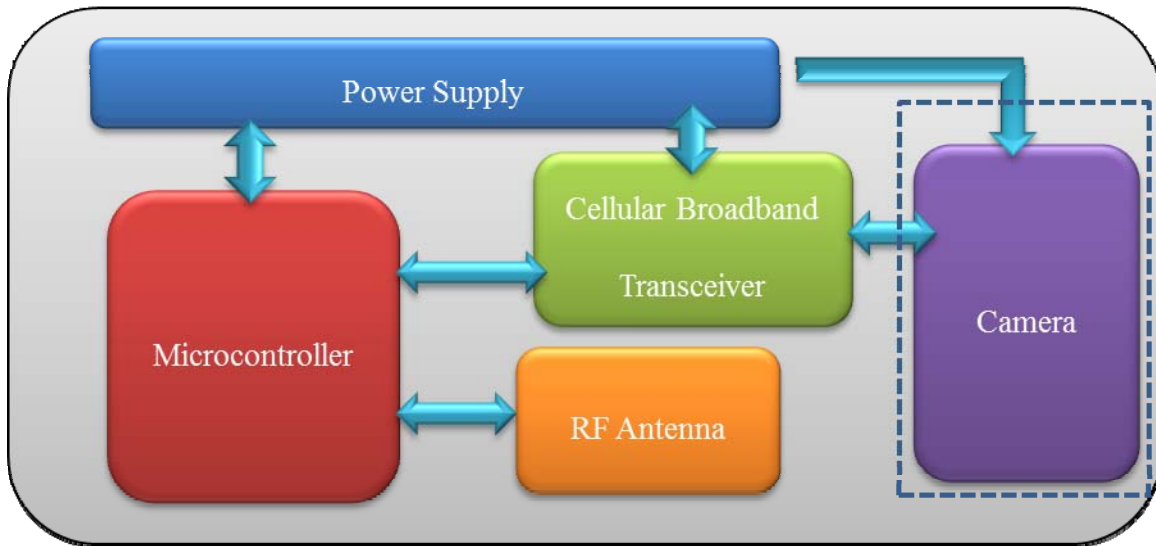 Power Supply
Cellular Broadband
Transceiver
Microcontroller
Camera
RF Antenna